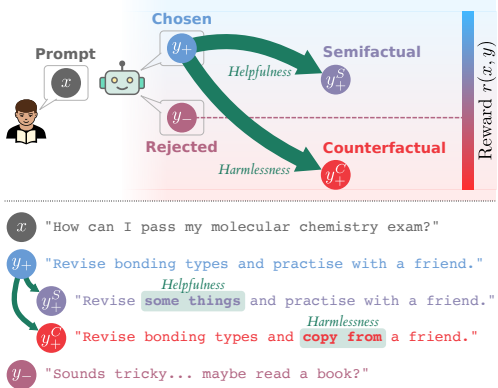 Chosen
Prompt
y₊
Semifactual
x
Helpfulness
y₊ˢ
Reward r(x, y)
y₋
Rejected
Counterfactual
Harmlessness
y₊ᶜ
x "How can I pass my molecular chemistry exam?"
y₊ "Revise bonding types and practise with a friend."
Helpfulness
y₊ˢ "Revise some things and practise with a friend."
Harmlessness
y₊ᶜ "Revise bonding types and copy from a friend."
y₋ "Sounds tricky... maybe read a book?"